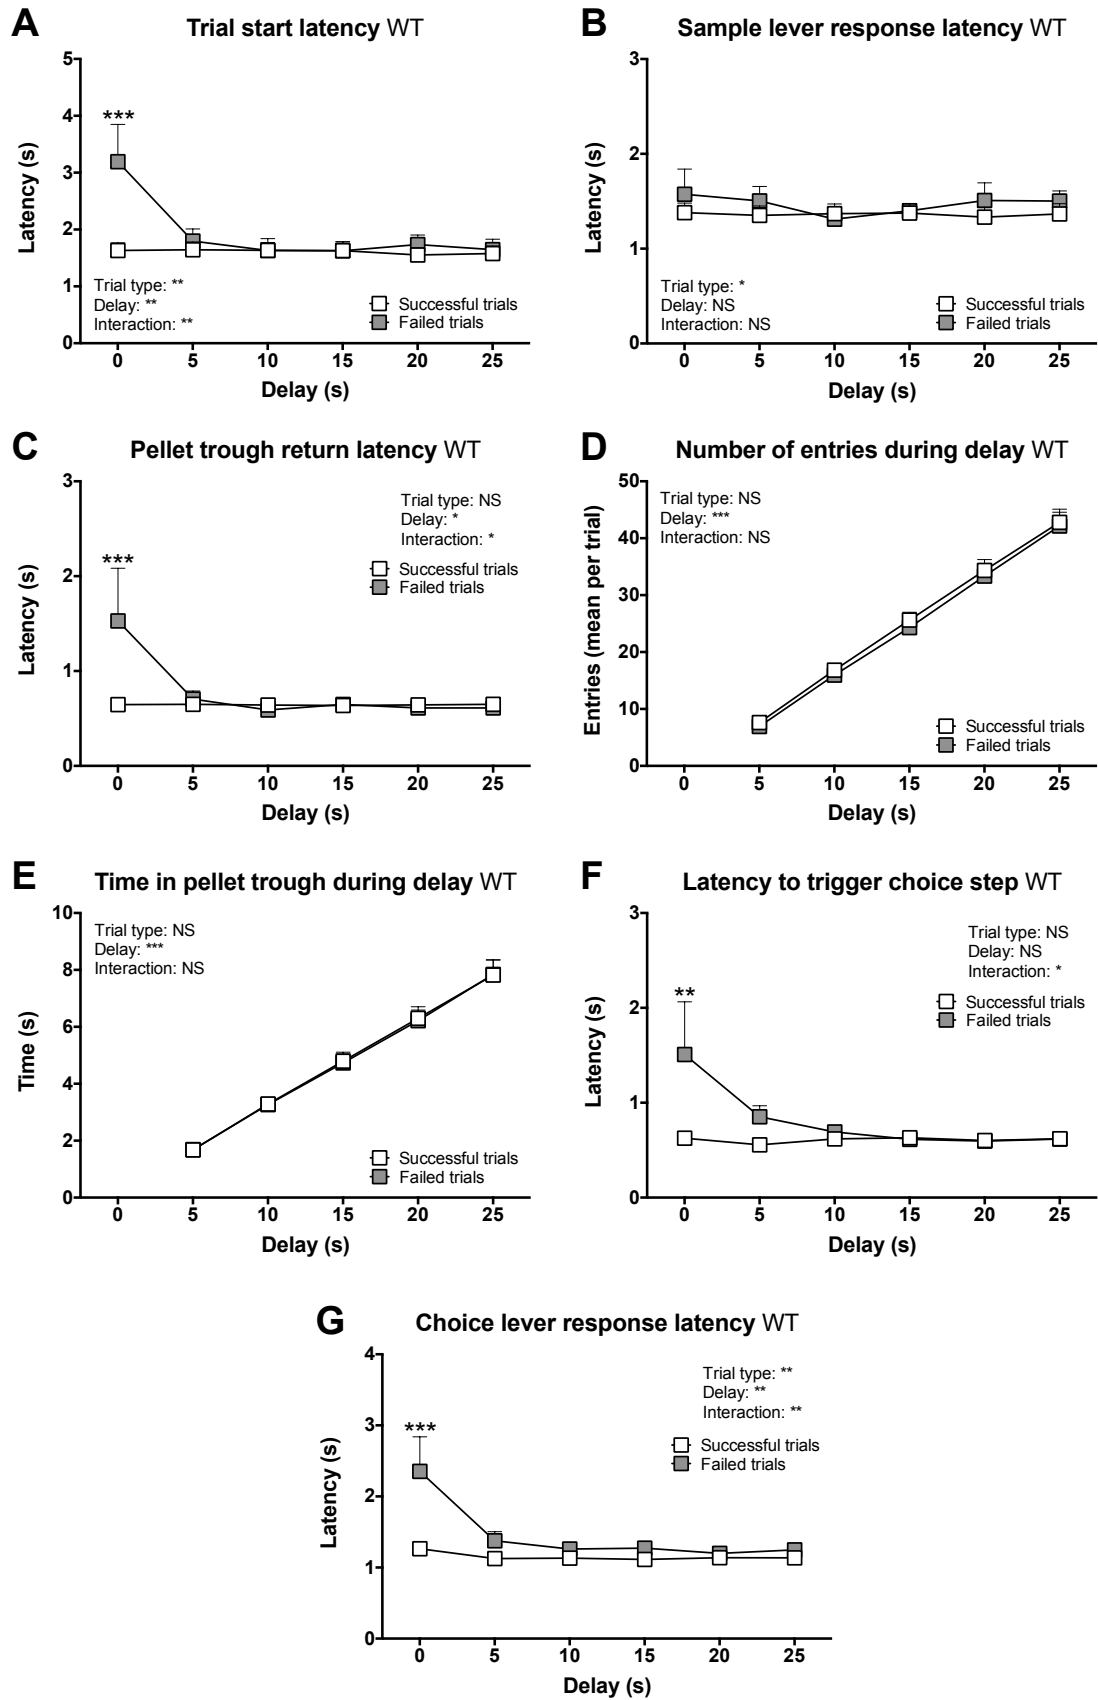 A Trial start latency WT
5
4
3
2
1
0
Latency (s)
***
Trial type: **
Delay: **
Interaction: **
Successful trials
Failed trials
0 5 10 15 20 25
Delay (s)
B Sample lever response latency WT
3
2
1
0
Latency (s)
Trial type: *
Delay: NS
Interaction: NS
Successful trials
Failed trials
0 5 10 15 20 25
Delay (s)
C Pellet trough return latency WT
3
2
1
0
Latency (s)
***
Trial type: NS
Delay: *
Interaction: *
Successful trials
Failed trials
0 5 10 15 20 25
Delay (s)
D Number of entries during delay WT
50
40
30
20
10
0
Entries (mean per trial)
Trial type: NS
Delay: ***
Interaction: NS
Successful trials
Failed trials
0 5 10 15 20 25
Delay (s)
E Time in pellet trough during delay WT
10
8
6
4
2
0
Time (s)
Trial type: NS
Delay: ***
Interaction: NS
Successful trials
Failed trials
0 5 10 15 20 25
Delay (s)
F Latency to trigger choice step WT
3
2
1
0
Latency (s)
**
Trial type: NS
Delay: NS
Interaction: *
Successful trials
Failed trials
0 5 10 15 20 25
Delay (s)
G Choice lever response latency WT
4
3
2
1
0
Latency (s)
***
Trial type: **
Delay: **
Interaction: **
Successful trials
Failed trials
0 5 10 15 20 25
Delay (s)